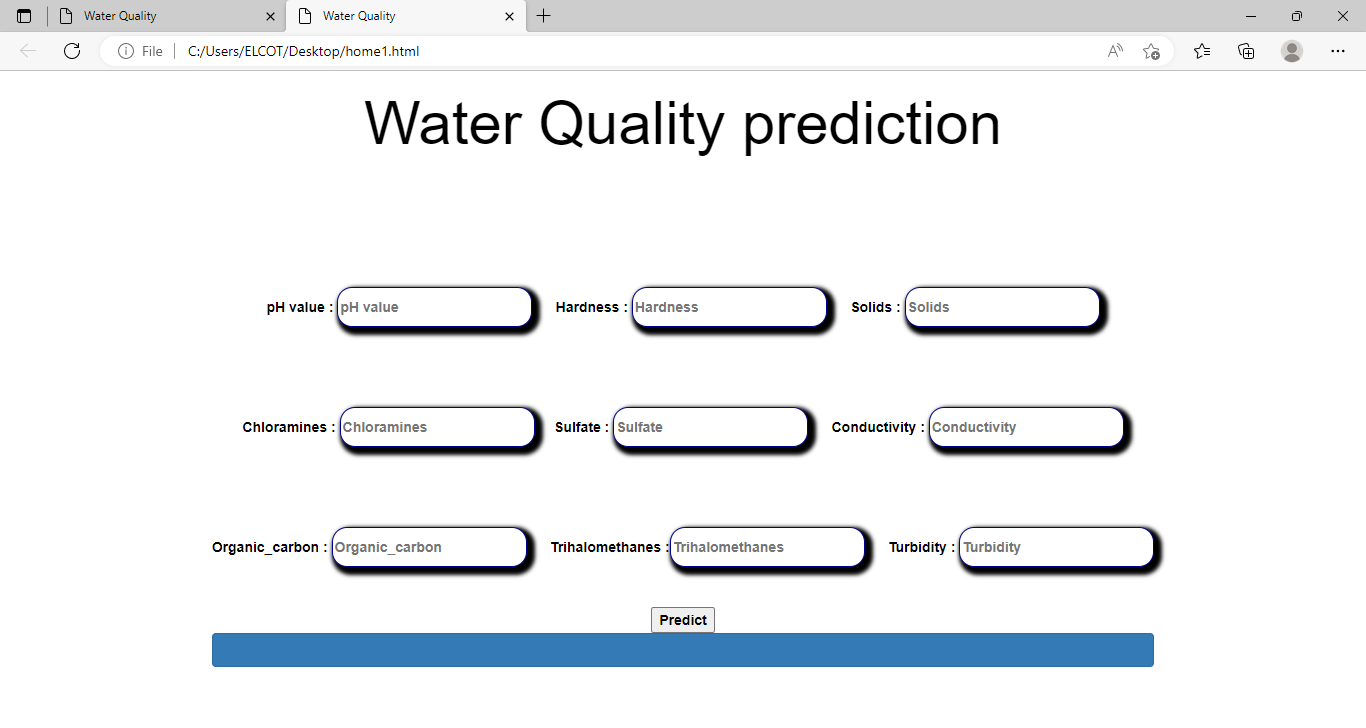 Water Quality Water Quality
File C:/Users/ELCOT/Desktop/home1.html
Water Quality prediction
pH value : pH value Hardness : Hardness Solids : Solids
Chloramines : Chloramines Sulfate : Sulfate Conductivity : Conductivity
Organic_carbon : Organic_carbon Trihalomethanes : Trihalomethanes Turbidity : Turbidity
Predict